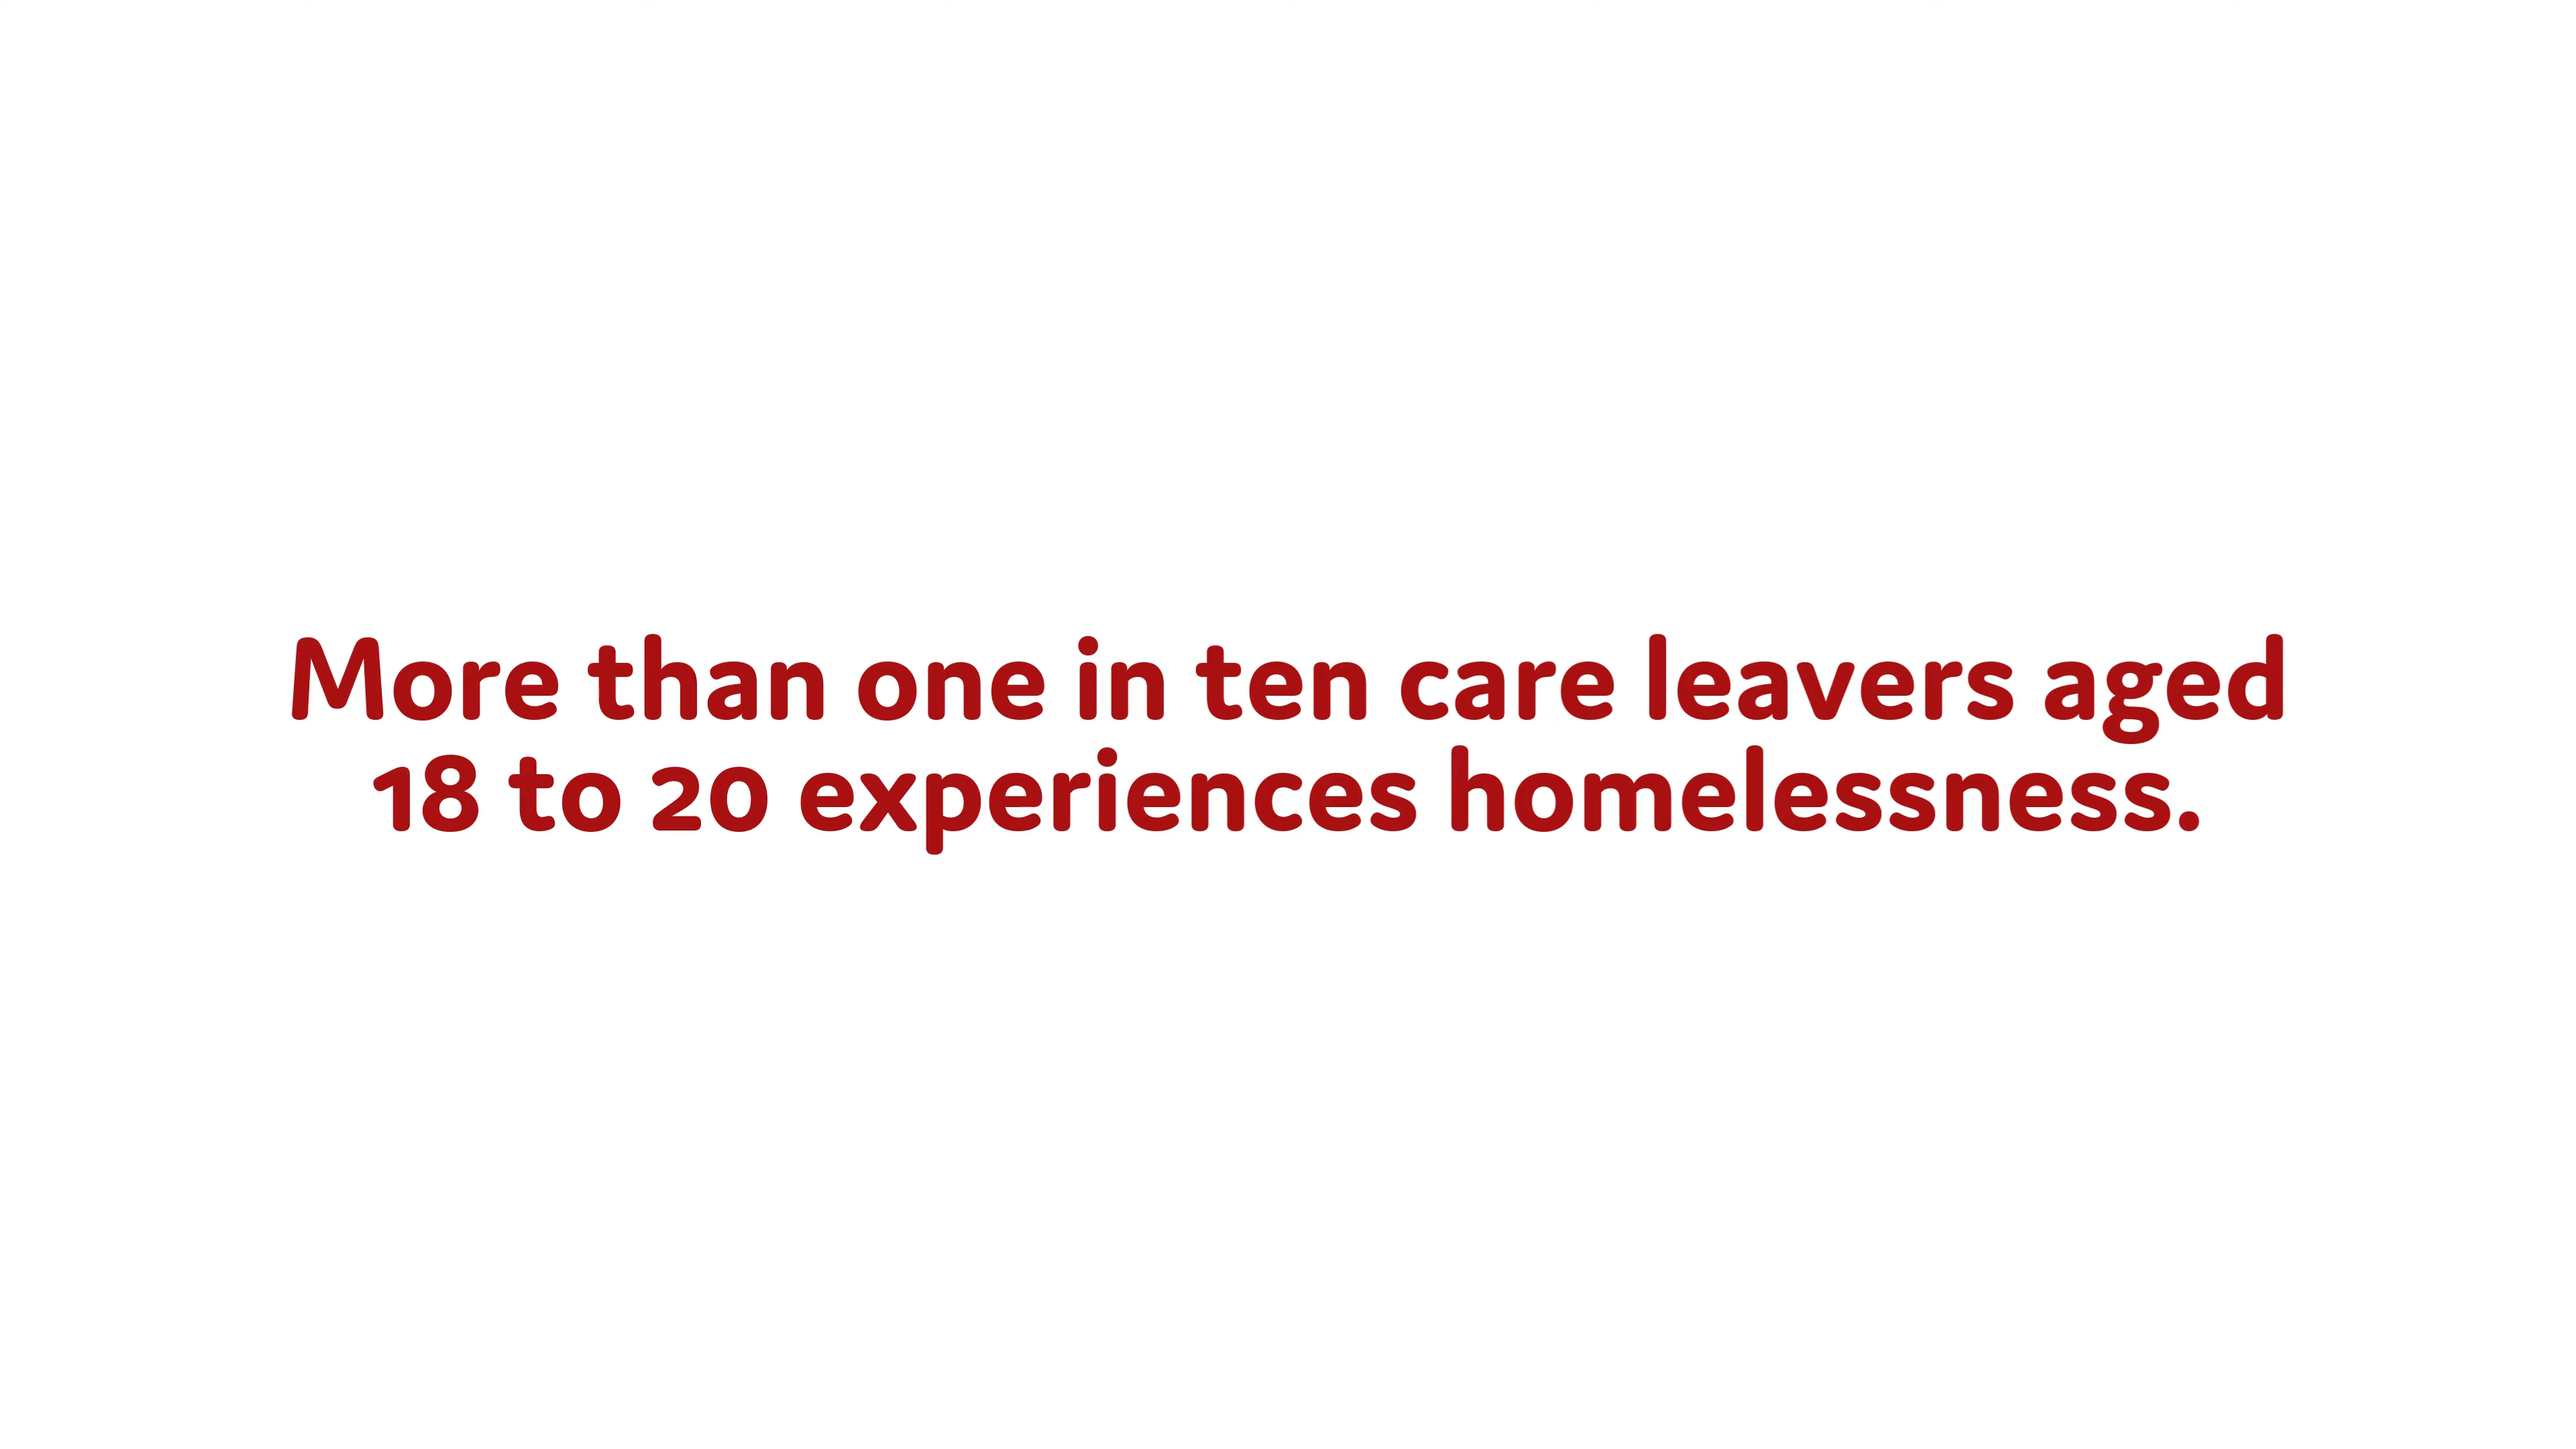 More than one in ten care leavers aged
18 to 20 experiences homelessness.